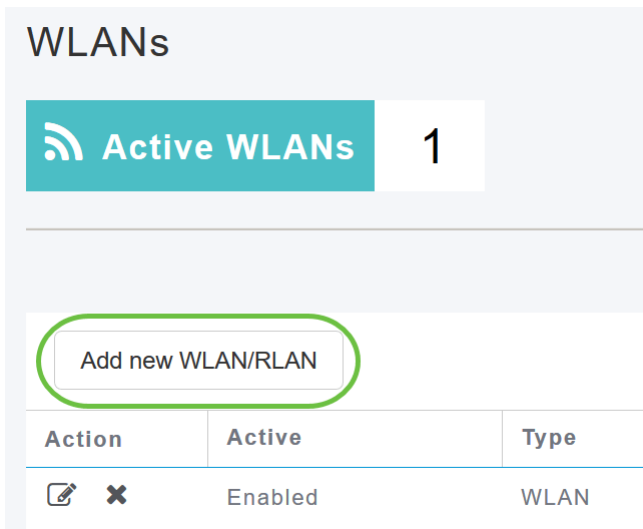 WLANs
Active WLANs 1
Add new WLAN/RLAN
Action Active Type
Enabled WLAN